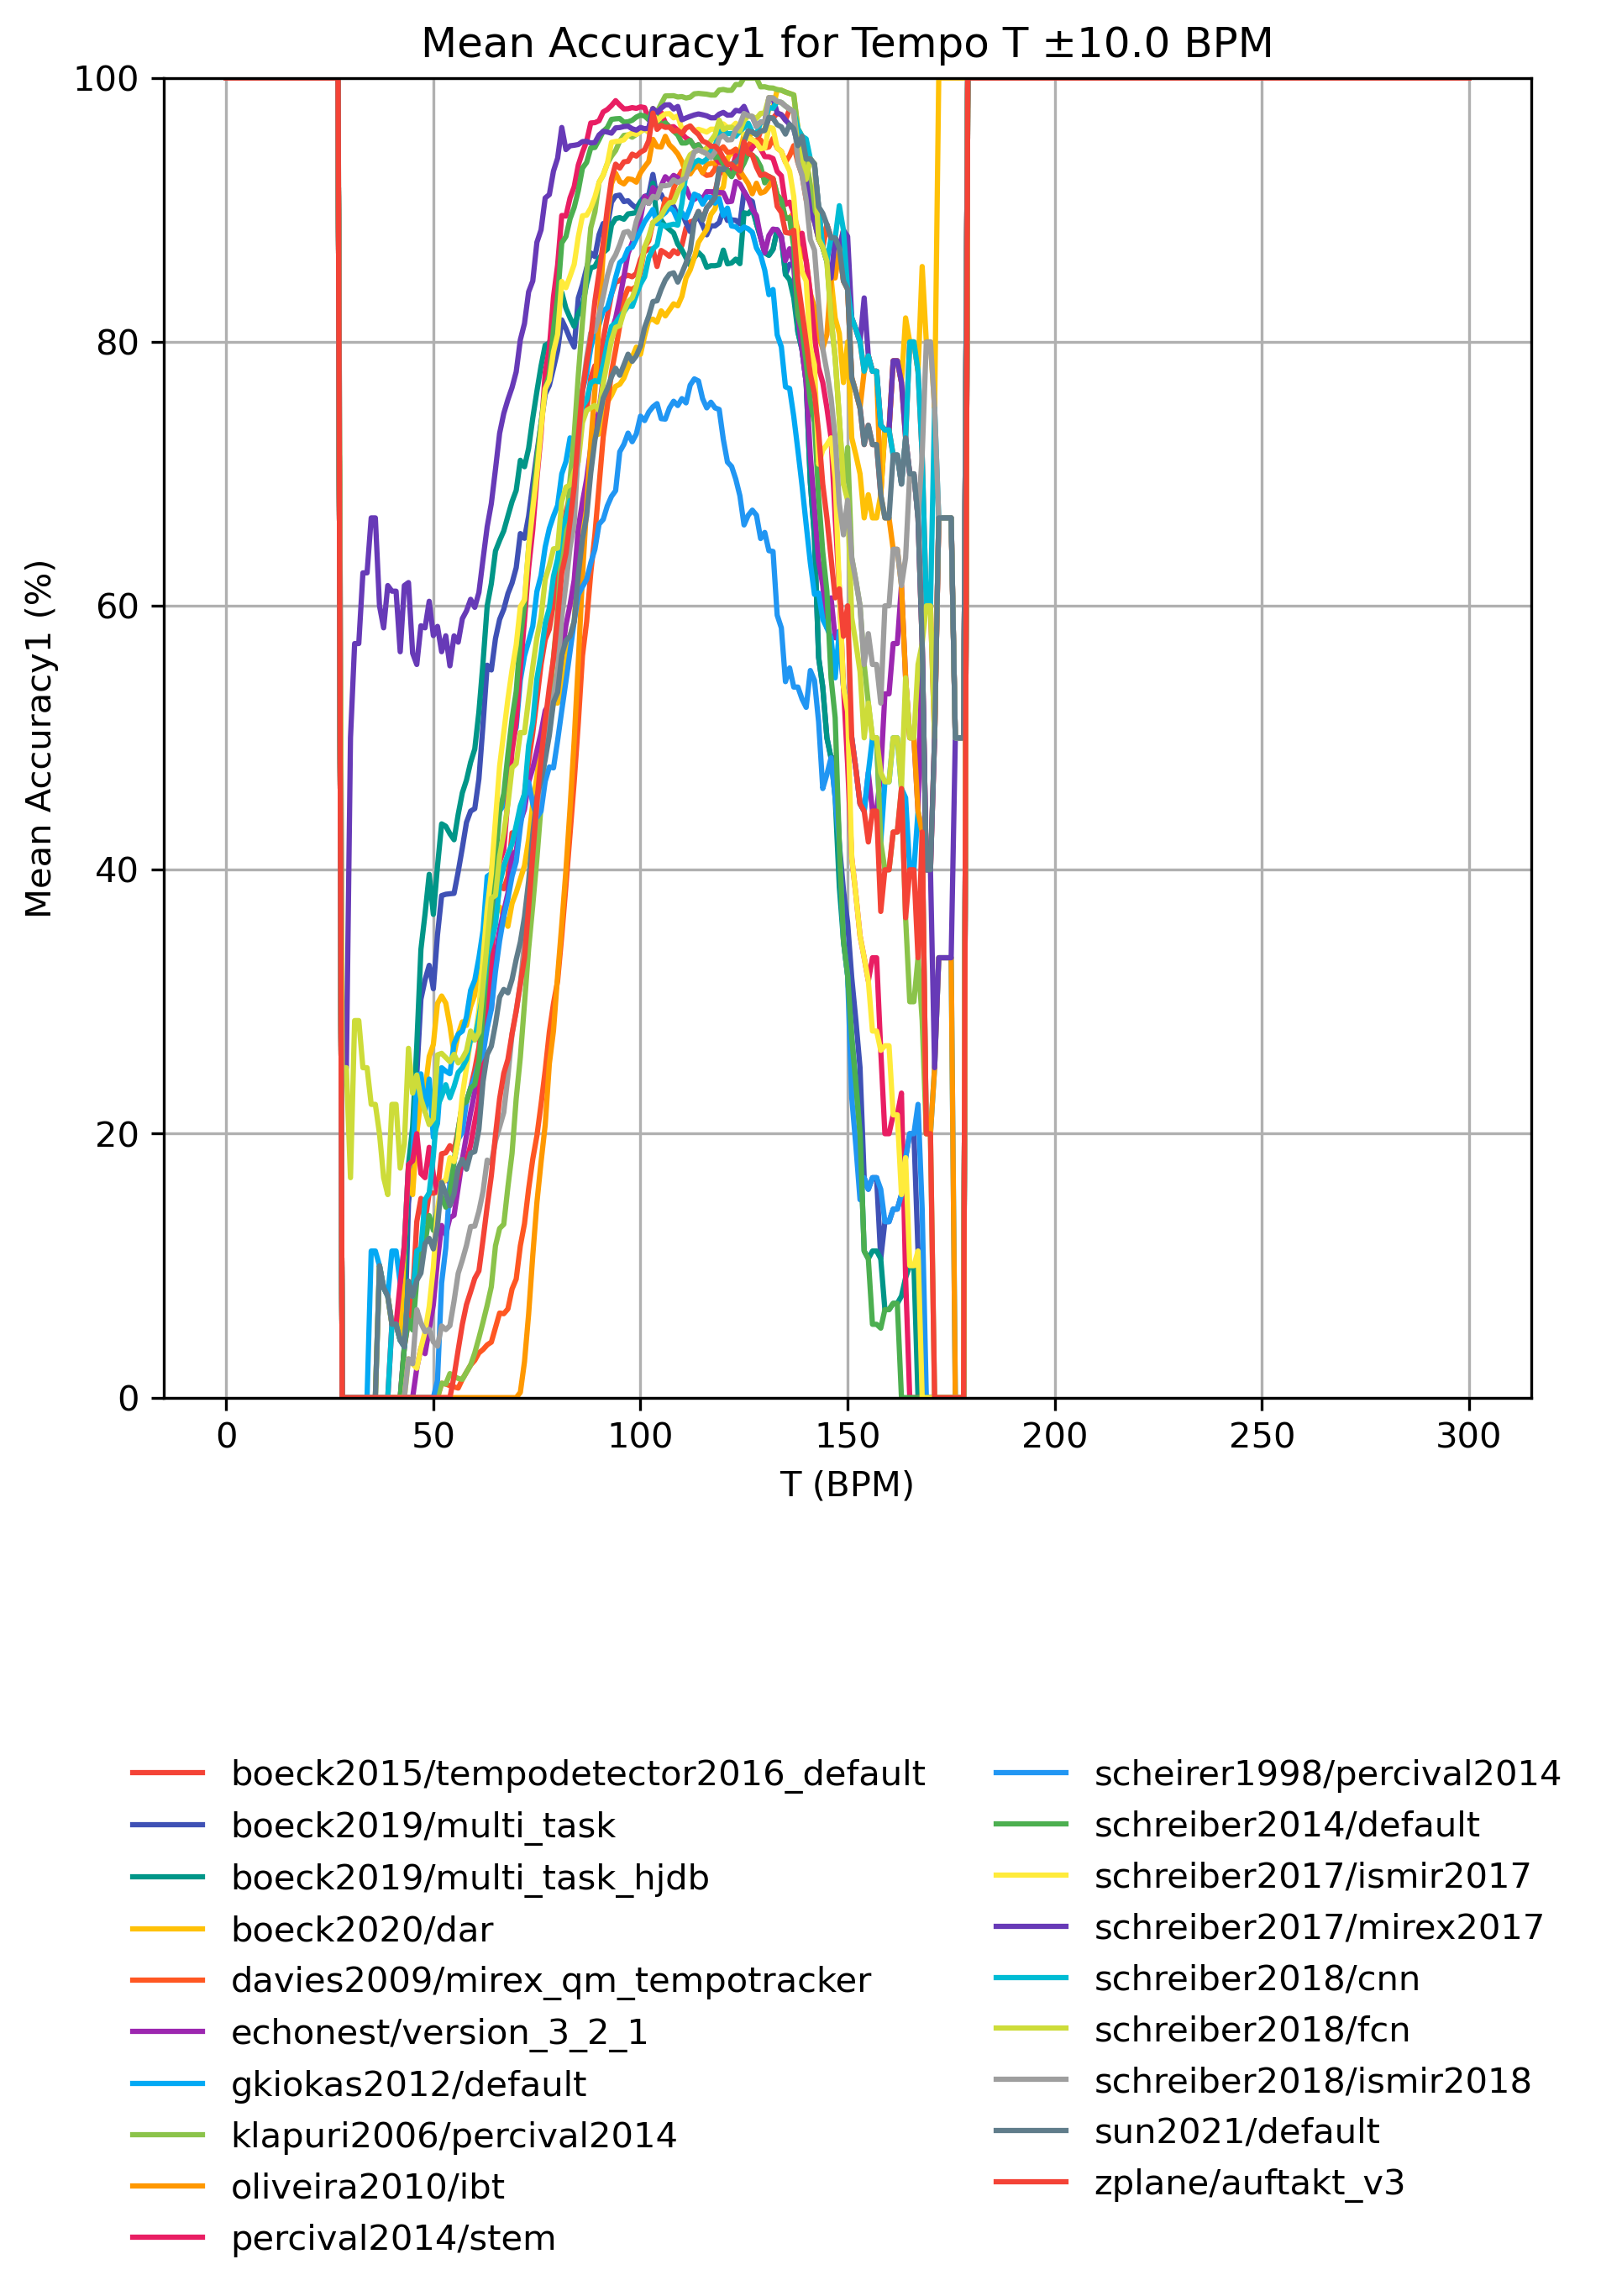 Mean Accuracy1 for Tempo T ±10.0 BPM
100
80
60
40
20
0
Mean Accuracy1 (%)
0 50 100 150 200 250 300
T (BPM)
boeck2015/tempodetector2016_default
boeck2019/multi_task
boeck2019/multi_task_hjdb
boeck2020/dar
davies2009/mirex_qm_tempotracker
echonest/version_3_2_1
gkiokas2012/default
klapuri2006/percival2014
oliveira2010/ibt
percival2014/stem
scheirer1998/percival2014
schreiber2014/default
schreiber2017/ismir2017
schreiber2017/mirex2017
schreiber2018/cnn
schreiber2018/fcn
schreiber2018/ismir2018
sun2021/default
zplane/auftakt_v3